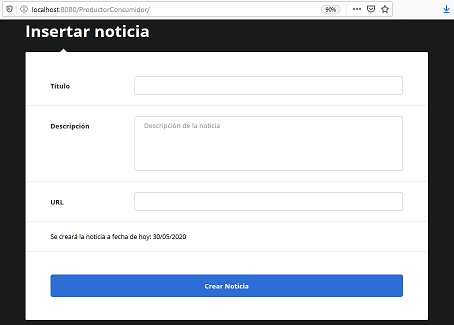 localhost:8080/ProductorConsumidor/
90%
Insertar noticia
Título
Descripción
Descripción de la noticia
URL
Se creará la noticia a fecha de hoy: 30/05/2020
Crear Noticia